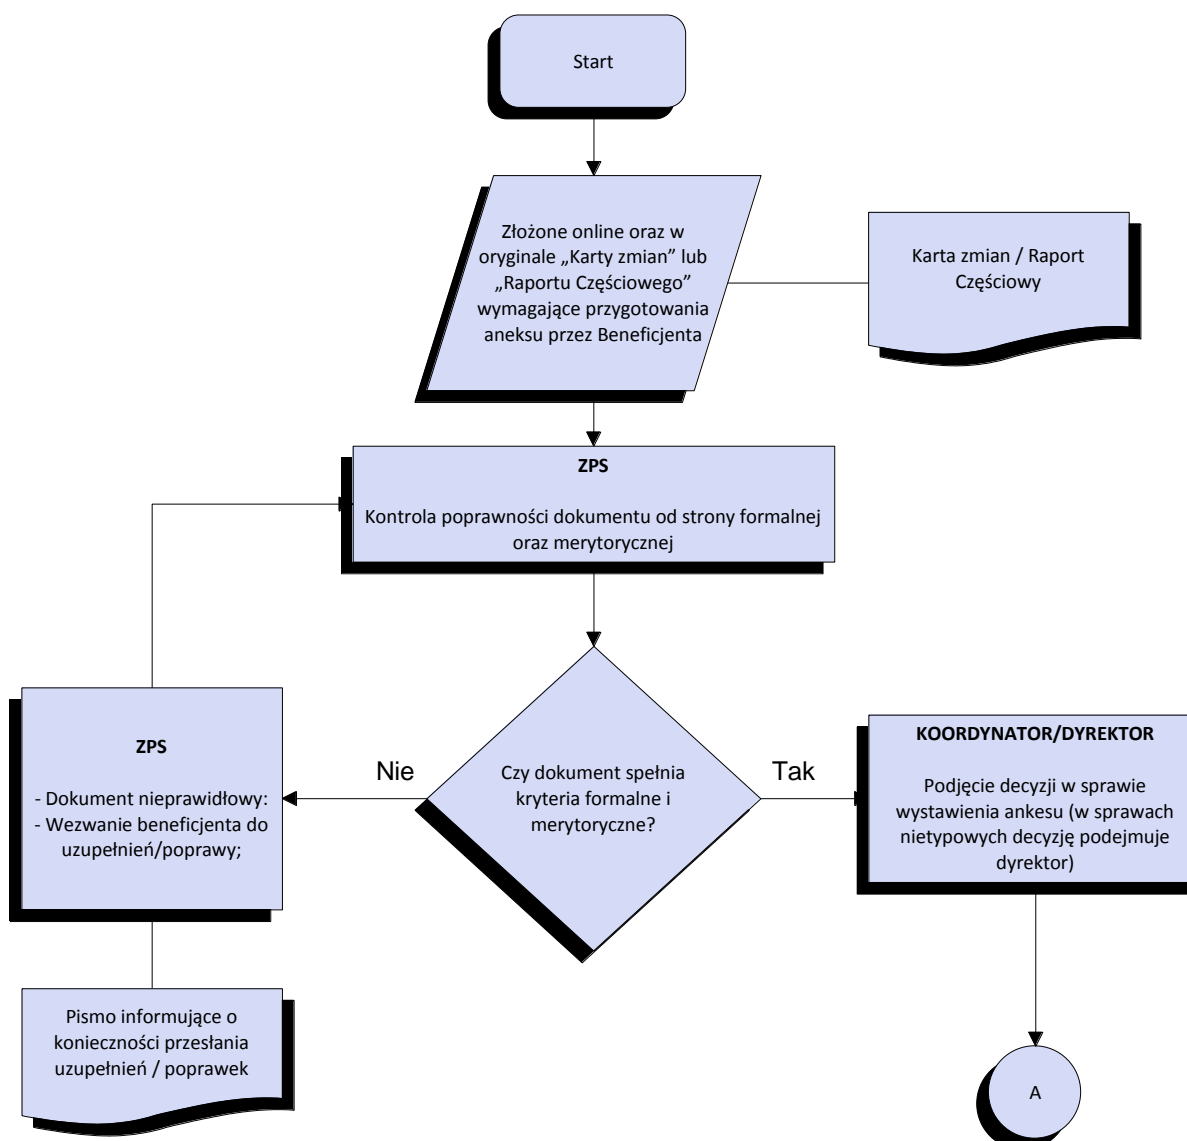 Start
Złożone online oraz w
oryginale „Karty zmian” lub
„Raportu Częściowego”
wymagające przygotowania
aneksu przez Beneficjenta
Karta zmian / Raport
Częściowy
ZPS
Kontrola poprawności dokumentu od strony formalnej
oraz merytorycznej
ZPS
- Dokument nieprawidłowy:
- Wezwanie beneficjenta do
uzupełnień/poprawy;
Nie
Czy dokument spełnia
kryteria formalne i
merytoryczne?
Tak
KOORDYNATOR/DYREKTOR
Podjęcie decyzji w sprawie
wystawienia ankesu (w sprawach
nietypowych decyzję podejmuje
dyrektor)
Pismo informujące o
konieczności przesłania
uzupełnień / poprawek
A